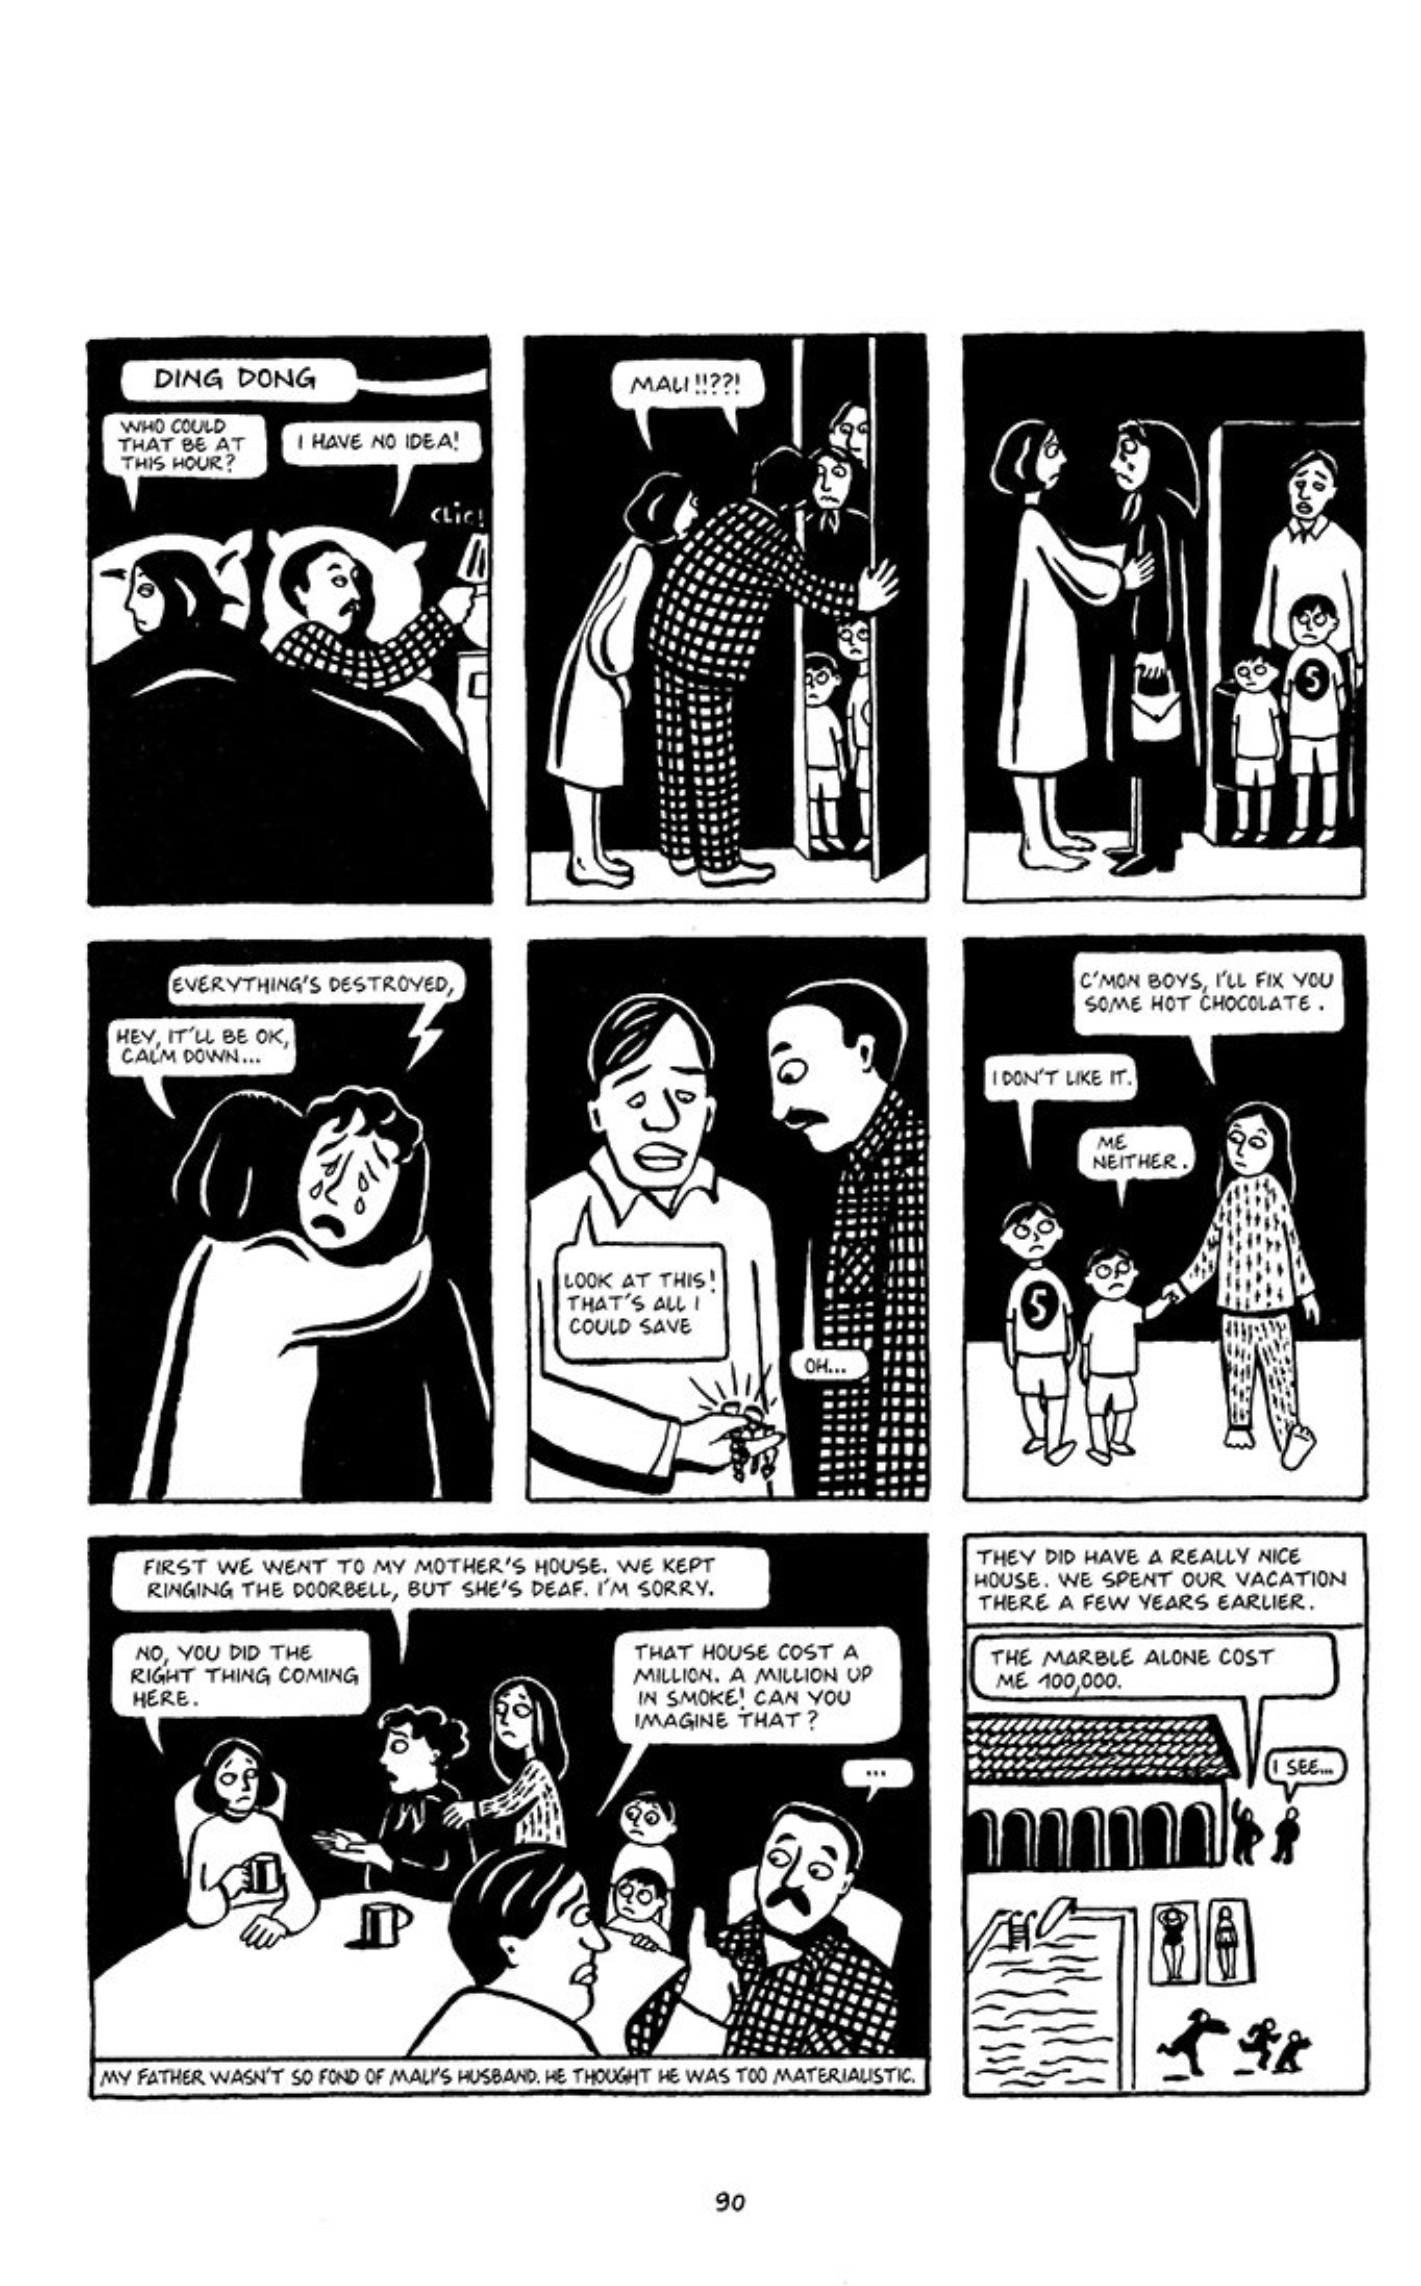 DING DONG
WHO COULD
THAT BE AT
THIS HOUR?
I HAVE NO IDEA!
CLIC!
MALI!!??!
5
EVERYTHING'S DESTROYED,
HEY, IT'LL BE OK,
CALM DOWN...
LOOK AT THIS!
THAT'S ALL I
COULD SAVE
OH...
C'MON BOYS, I'LL FIX YOU
SOME HOT CHOCOLATE.
I DON'T LIKE IT.
ME
NEITHER.
5
FIRST WE WENT TO MY MOTHER'S HOUSE. WE KEPT
RINGING THE DOORBELL, BUT SHE'S DEAF. I'M SORRY.
NO, YOU DID THE
RIGHT THING COMING
HERE.
THAT HOUSE COST A
MILLION. A MILLION UP
IN SMOKE! CAN YOU
IMAGINE THAT?
...
MY FATHER WASN'T SO FOND OF MALI'S HUSBAND. HE THOUGHT HE WAS TOO MATERIALISTIC.
THEY DID HAVE A REALLY NICE
HOUSE. WE SPENT OUR VACATION
THERE A FEW YEARS EARLIER.
THE MARBLE ALONE COST
ME 100,000.
I SEE...
90